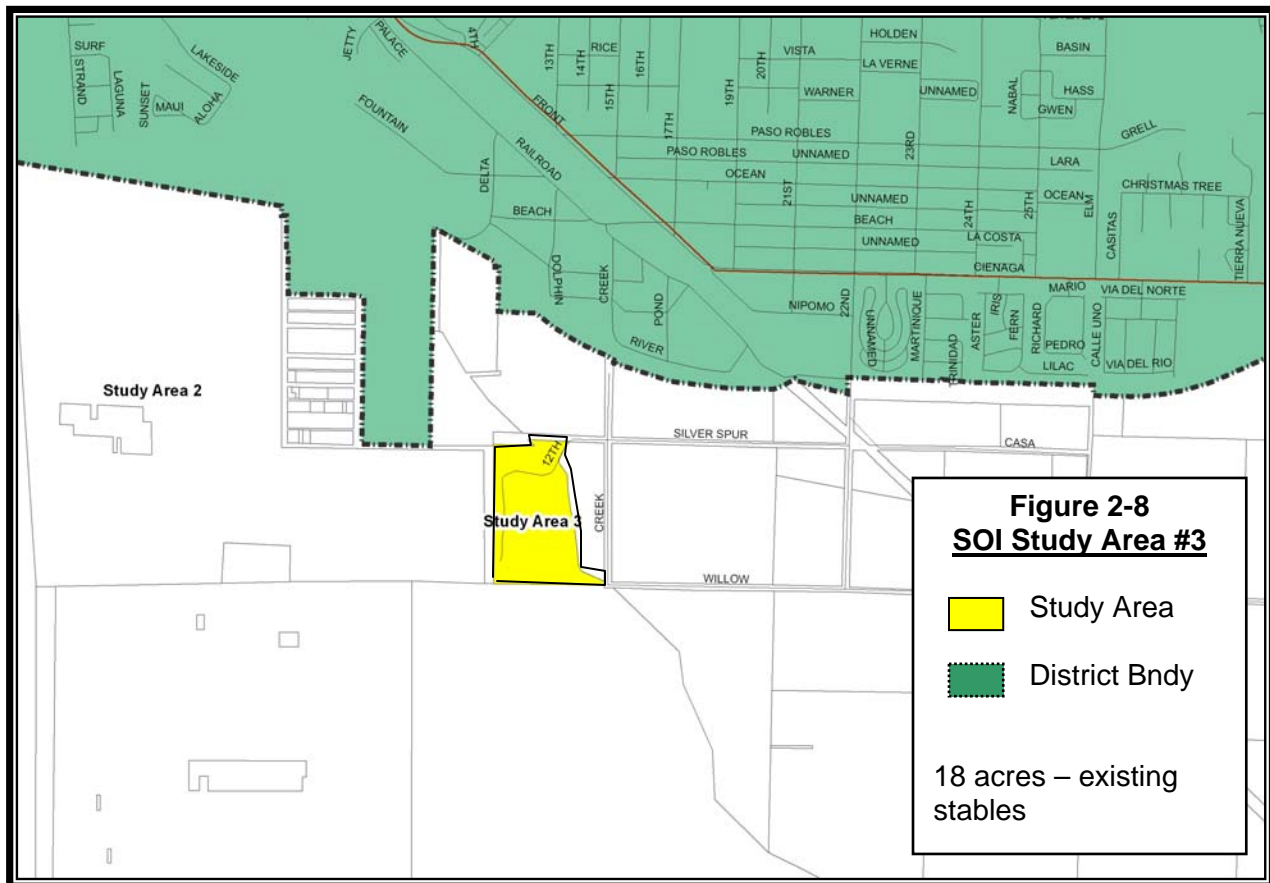 SURF
STRAND
LAGUNA
SUNSET
MAUI
ALOHA
LAKESIDE
JETTY
PALACE
4TH
FOUNTAIN
FRONT
RAILROAD
DELTA
BEACH
DOLPHIN
CREEK
POND
RIVER
13TH
14TH
RICE
15TH
16TH
17TH
19TH
20TH
VISTA
WARNER
HOLDEN
LA VERNE
UNNAMED
NABAL
BASIN
HASS
GWEN
GRELL
PASO ROBLES
23RD
PASO ROBLES
UNNAMED
LARA
OCEAN
21ST
UNNAMED
24TH
25TH
OCEAN
ELM
CHRISTMAS TREE
CASITAS
TIERRA NUEVA
BEACH
UNNAMED
LA COSTA
CIENAGA
NIPOMO
22ND
UNNAMED
MARTINIQUE
TRINIDAD
ASTER
IRIS
FERN
RICHARD
MARIO
PEDRO
LILAC
CALLE UNO
VIA DEL NORTE
VIA DEL RIO
Study Area 2
SILVER SPUR
CASA
12TH
Study Area 3
CREEK
WILLOW
Figure 2-8
SOI Study Area #3
Study Area
District Bndy
18 acres – existing
stables